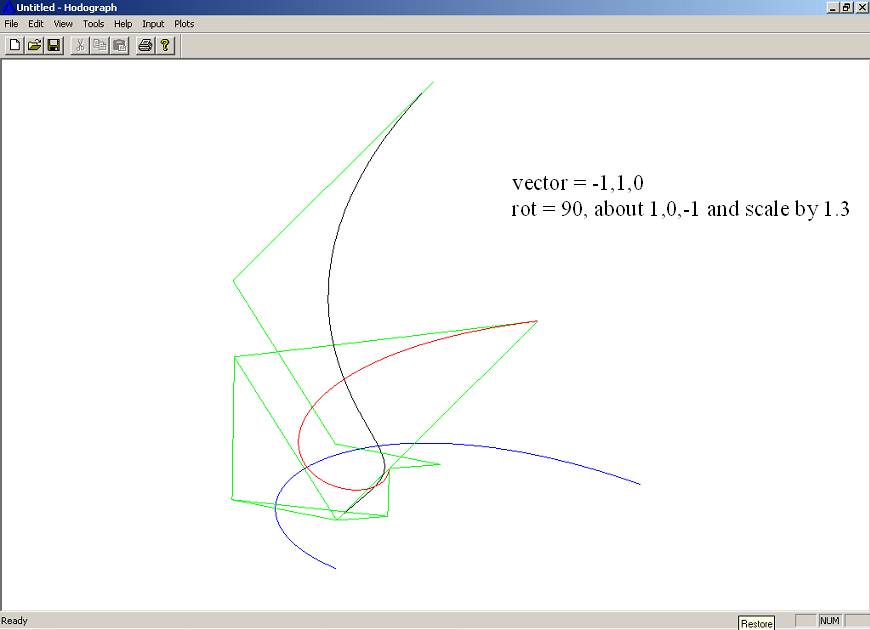 Untitled - Hodograph
File Edit View Tools Help Input Plots
vector = -1,1,0
rot = 90, about 1,0,-1 and scale by 1.3
Ready
Restore
NUM